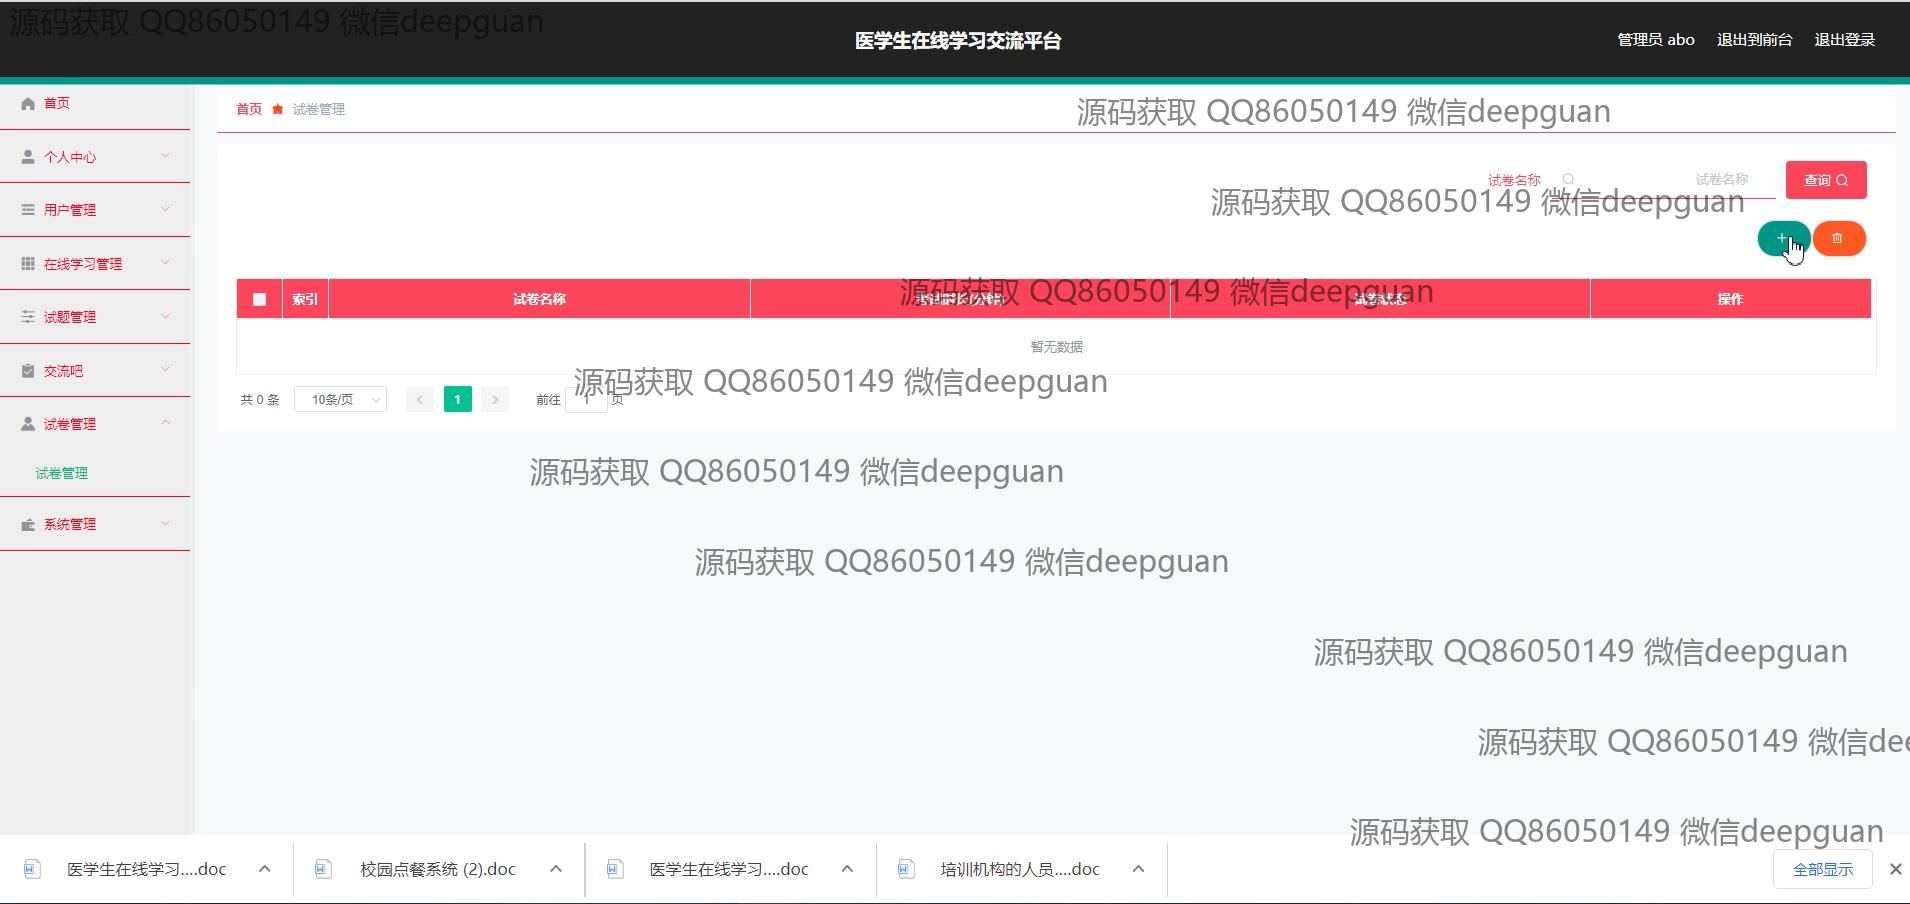 源码获取 QQ86050149 微信deepguan
医学生在线学习交流平台
管理员 abo 退出到前台 退出登录
首页
个人中心
用户管理
在线学习管理
试题管理
交流吧
试卷管理
试卷管理
系统管理
首页 试卷管理
源码获取 QQ86050149 微信deepguan
试卷名称 试卷名称 查询
源码获取 QQ86050149 微信deepguan
索引 试卷名称 试卷状态 操作
源码获取 QQ86050149 微信deepguan
暂无数据
源码获取 QQ86050149 微信deepguan
共 0 条 10条/页 1 前往 1 页
源码获取 QQ86050149 微信deepguan
源码获取 QQ86050149 微信deepguan
源码获取 QQ86050149 微信deepguan
源码获取 QQ86050149 微信dee
源码获取 QQ86050149 微信deepguan
医学生在线学习....doc 校园点餐系统 (2).doc 医学生在线学习....doc 培训机构的人员....doc 全部显示